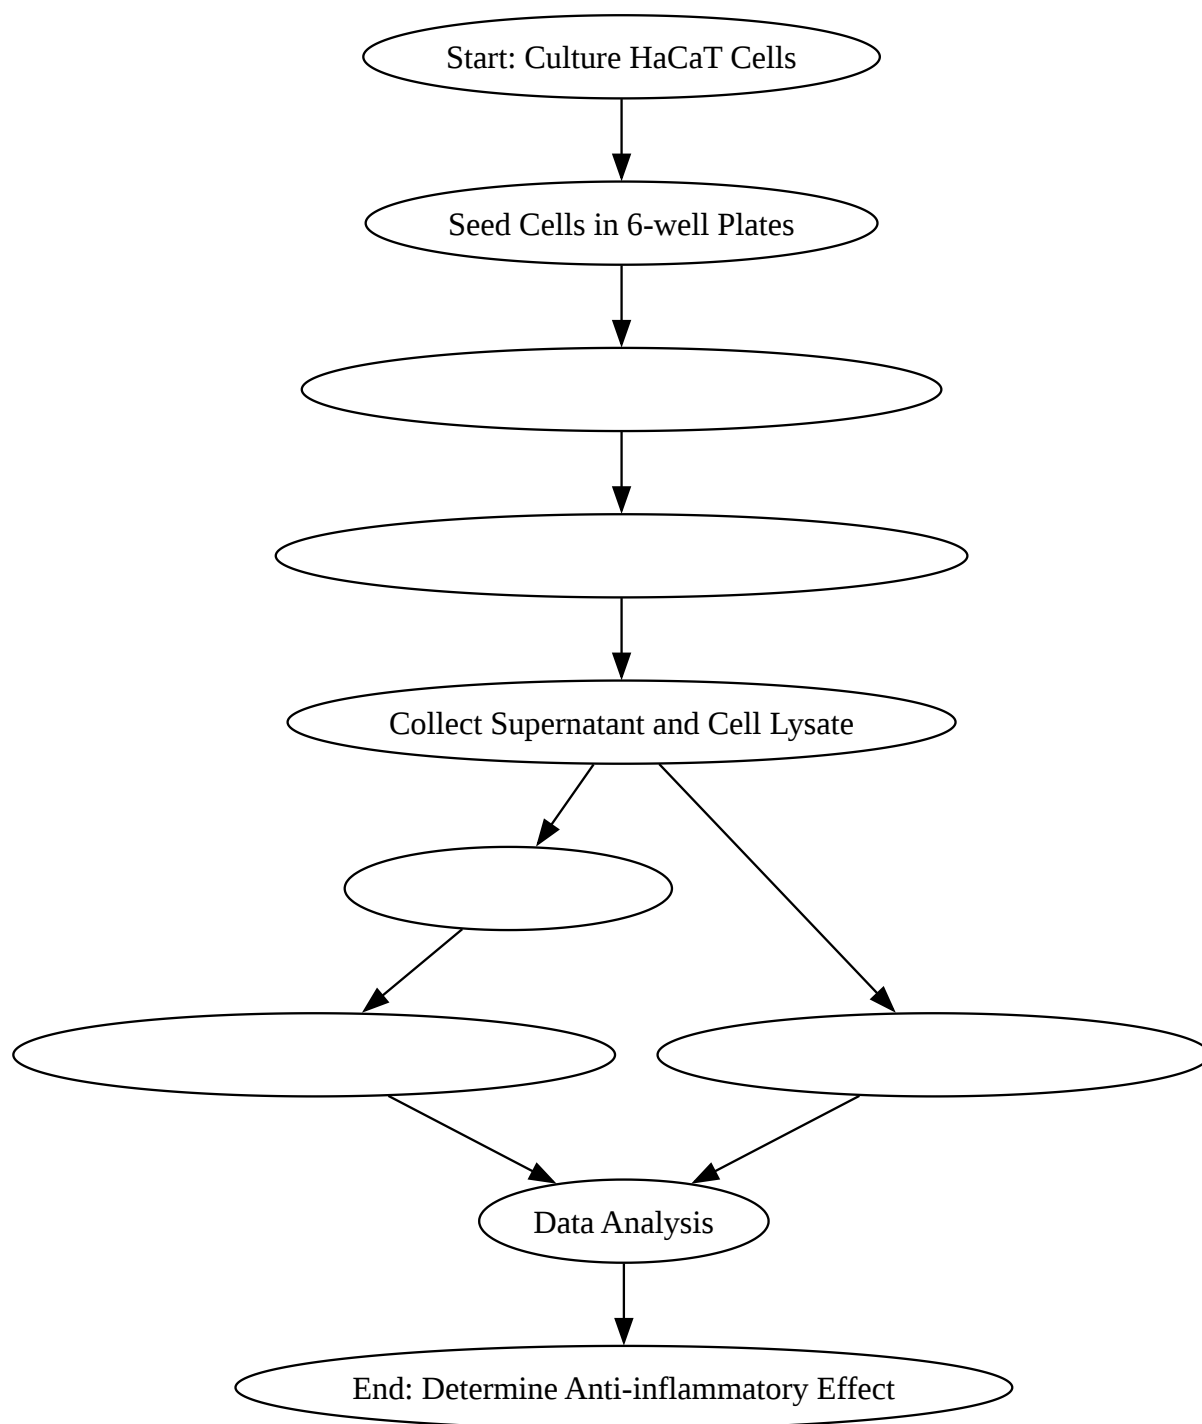 Start: Culture HaCaT Cells
Seed Cells in 6-well Plates
Collect Supernatant and Cell Lysate
Data Analysis
End: Determine Anti-inflammatory Effect